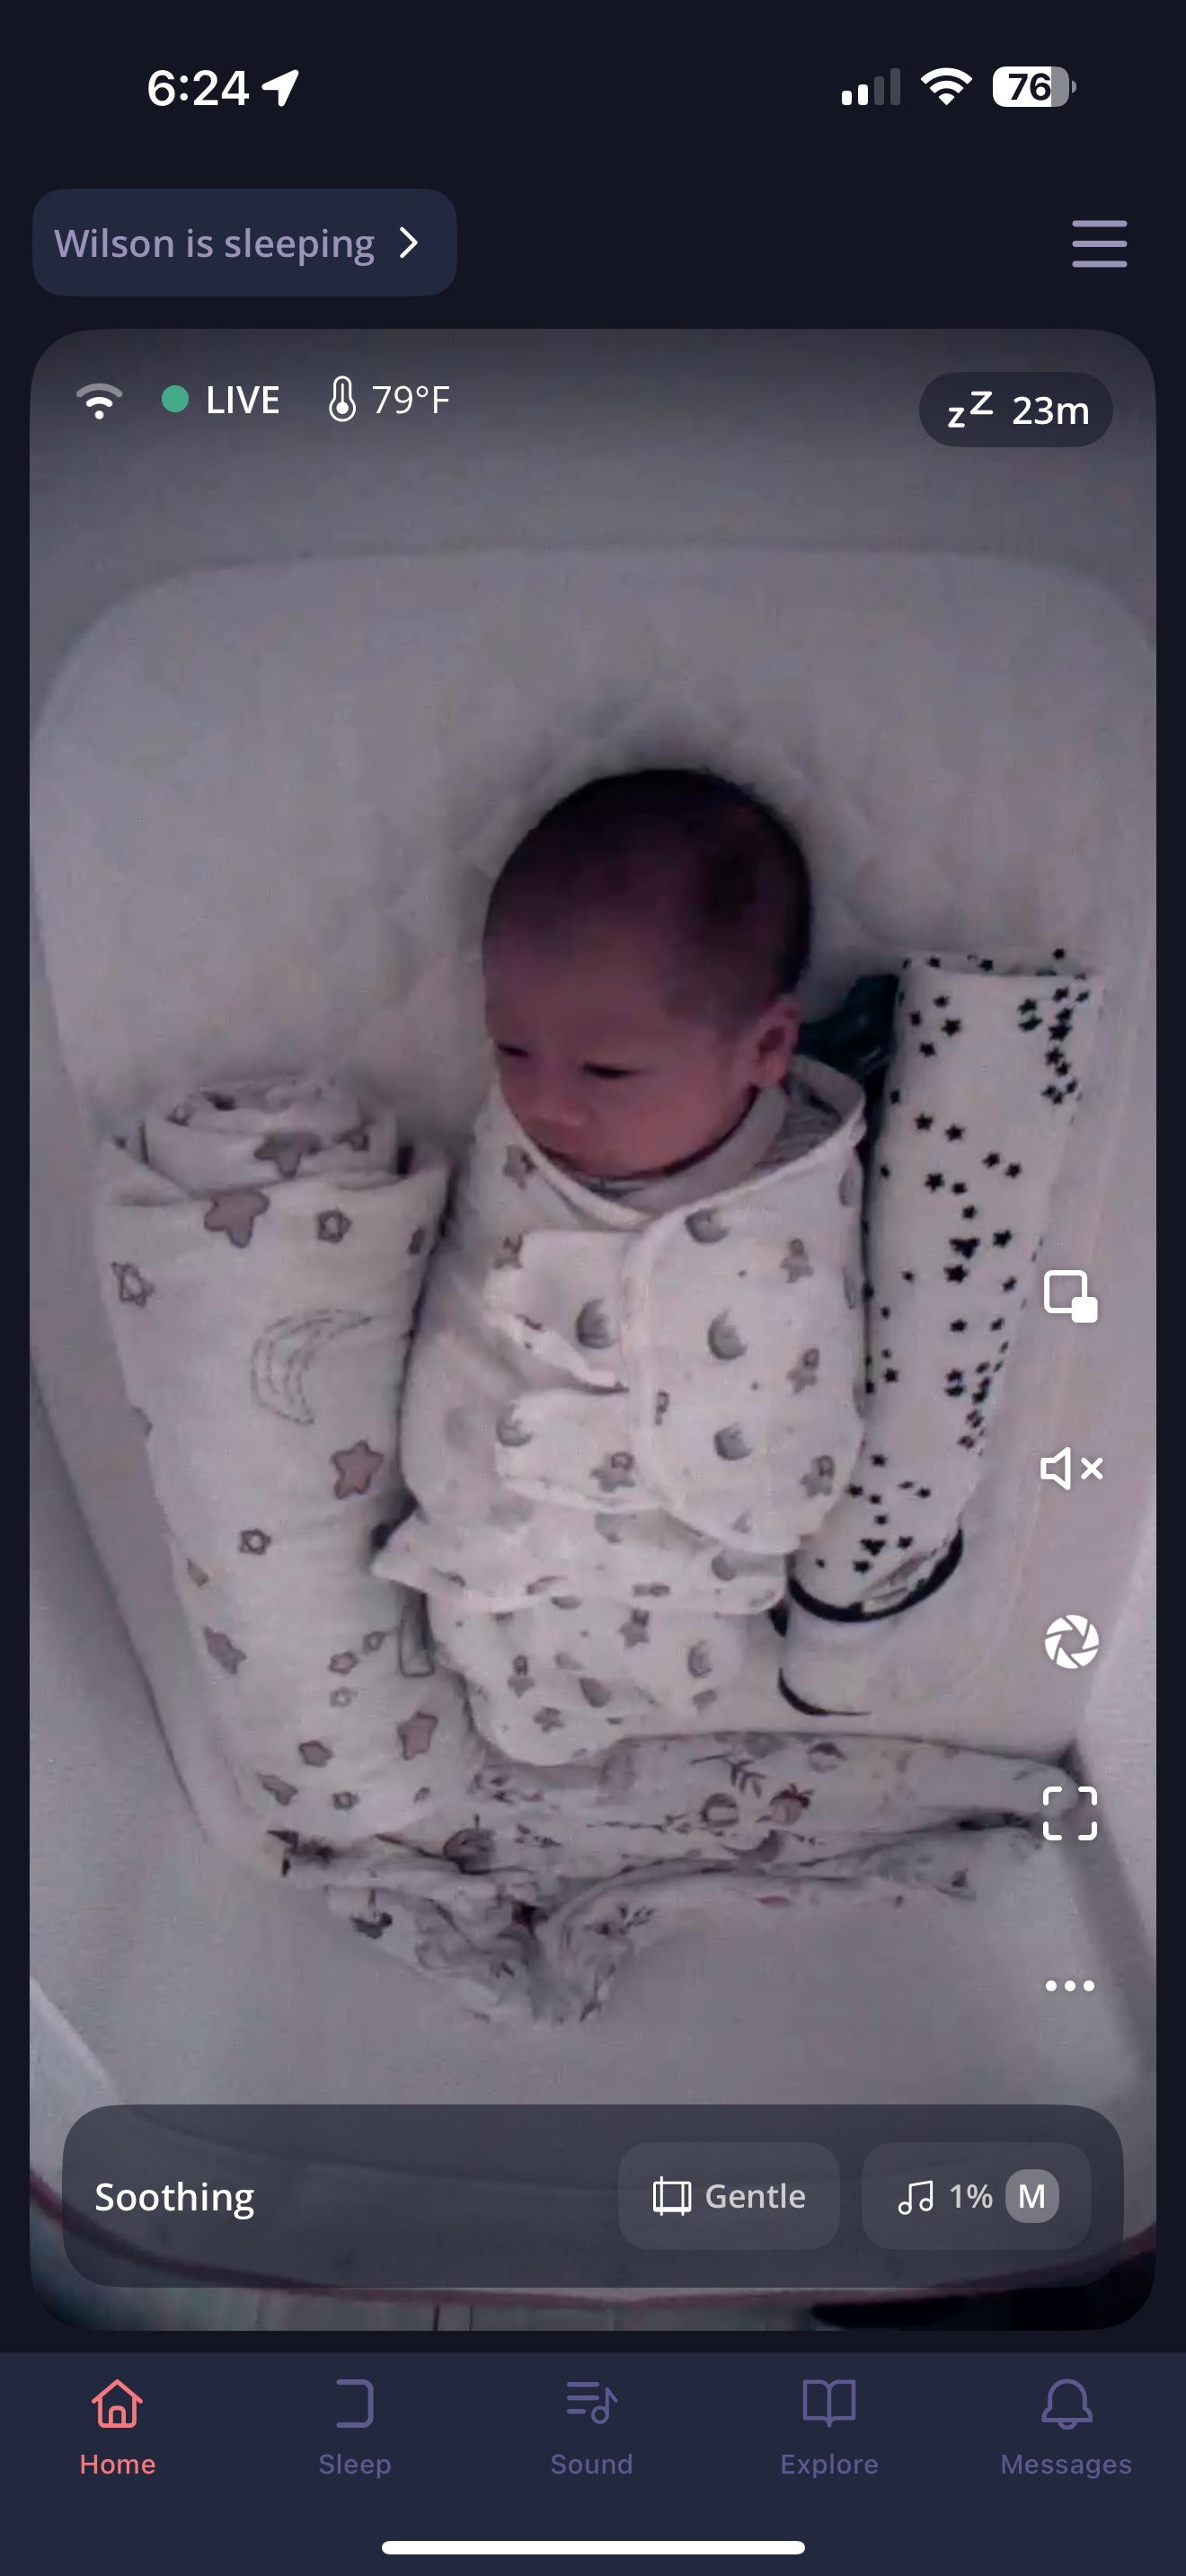 6:24
76
Wilson is sleeping
LIVE 79°F
zZ 23m
Soothing Gentle 1% M
Home Sleep Sound Explore Messages